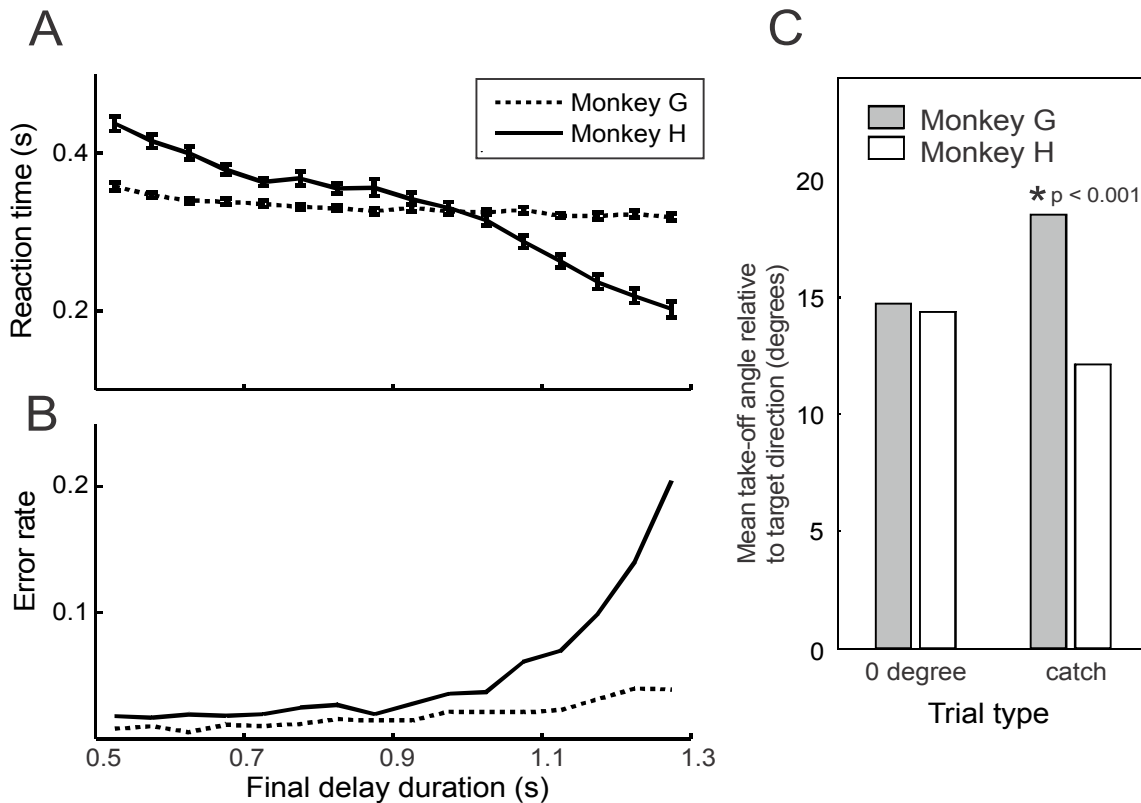 A
Reaction time (s)
0.4
0.2
Monkey G
Monkey H
B
Error rate
0.2
0.1
0.5
0.7
0.9
1.1
1.3
Final delay duration (s)
C
Monkey G
Monkey H
* p < 0.001
Mean take-off angle relative
to target direction (degrees)
20
15
10
5
0
0 degree
catch
Trial type